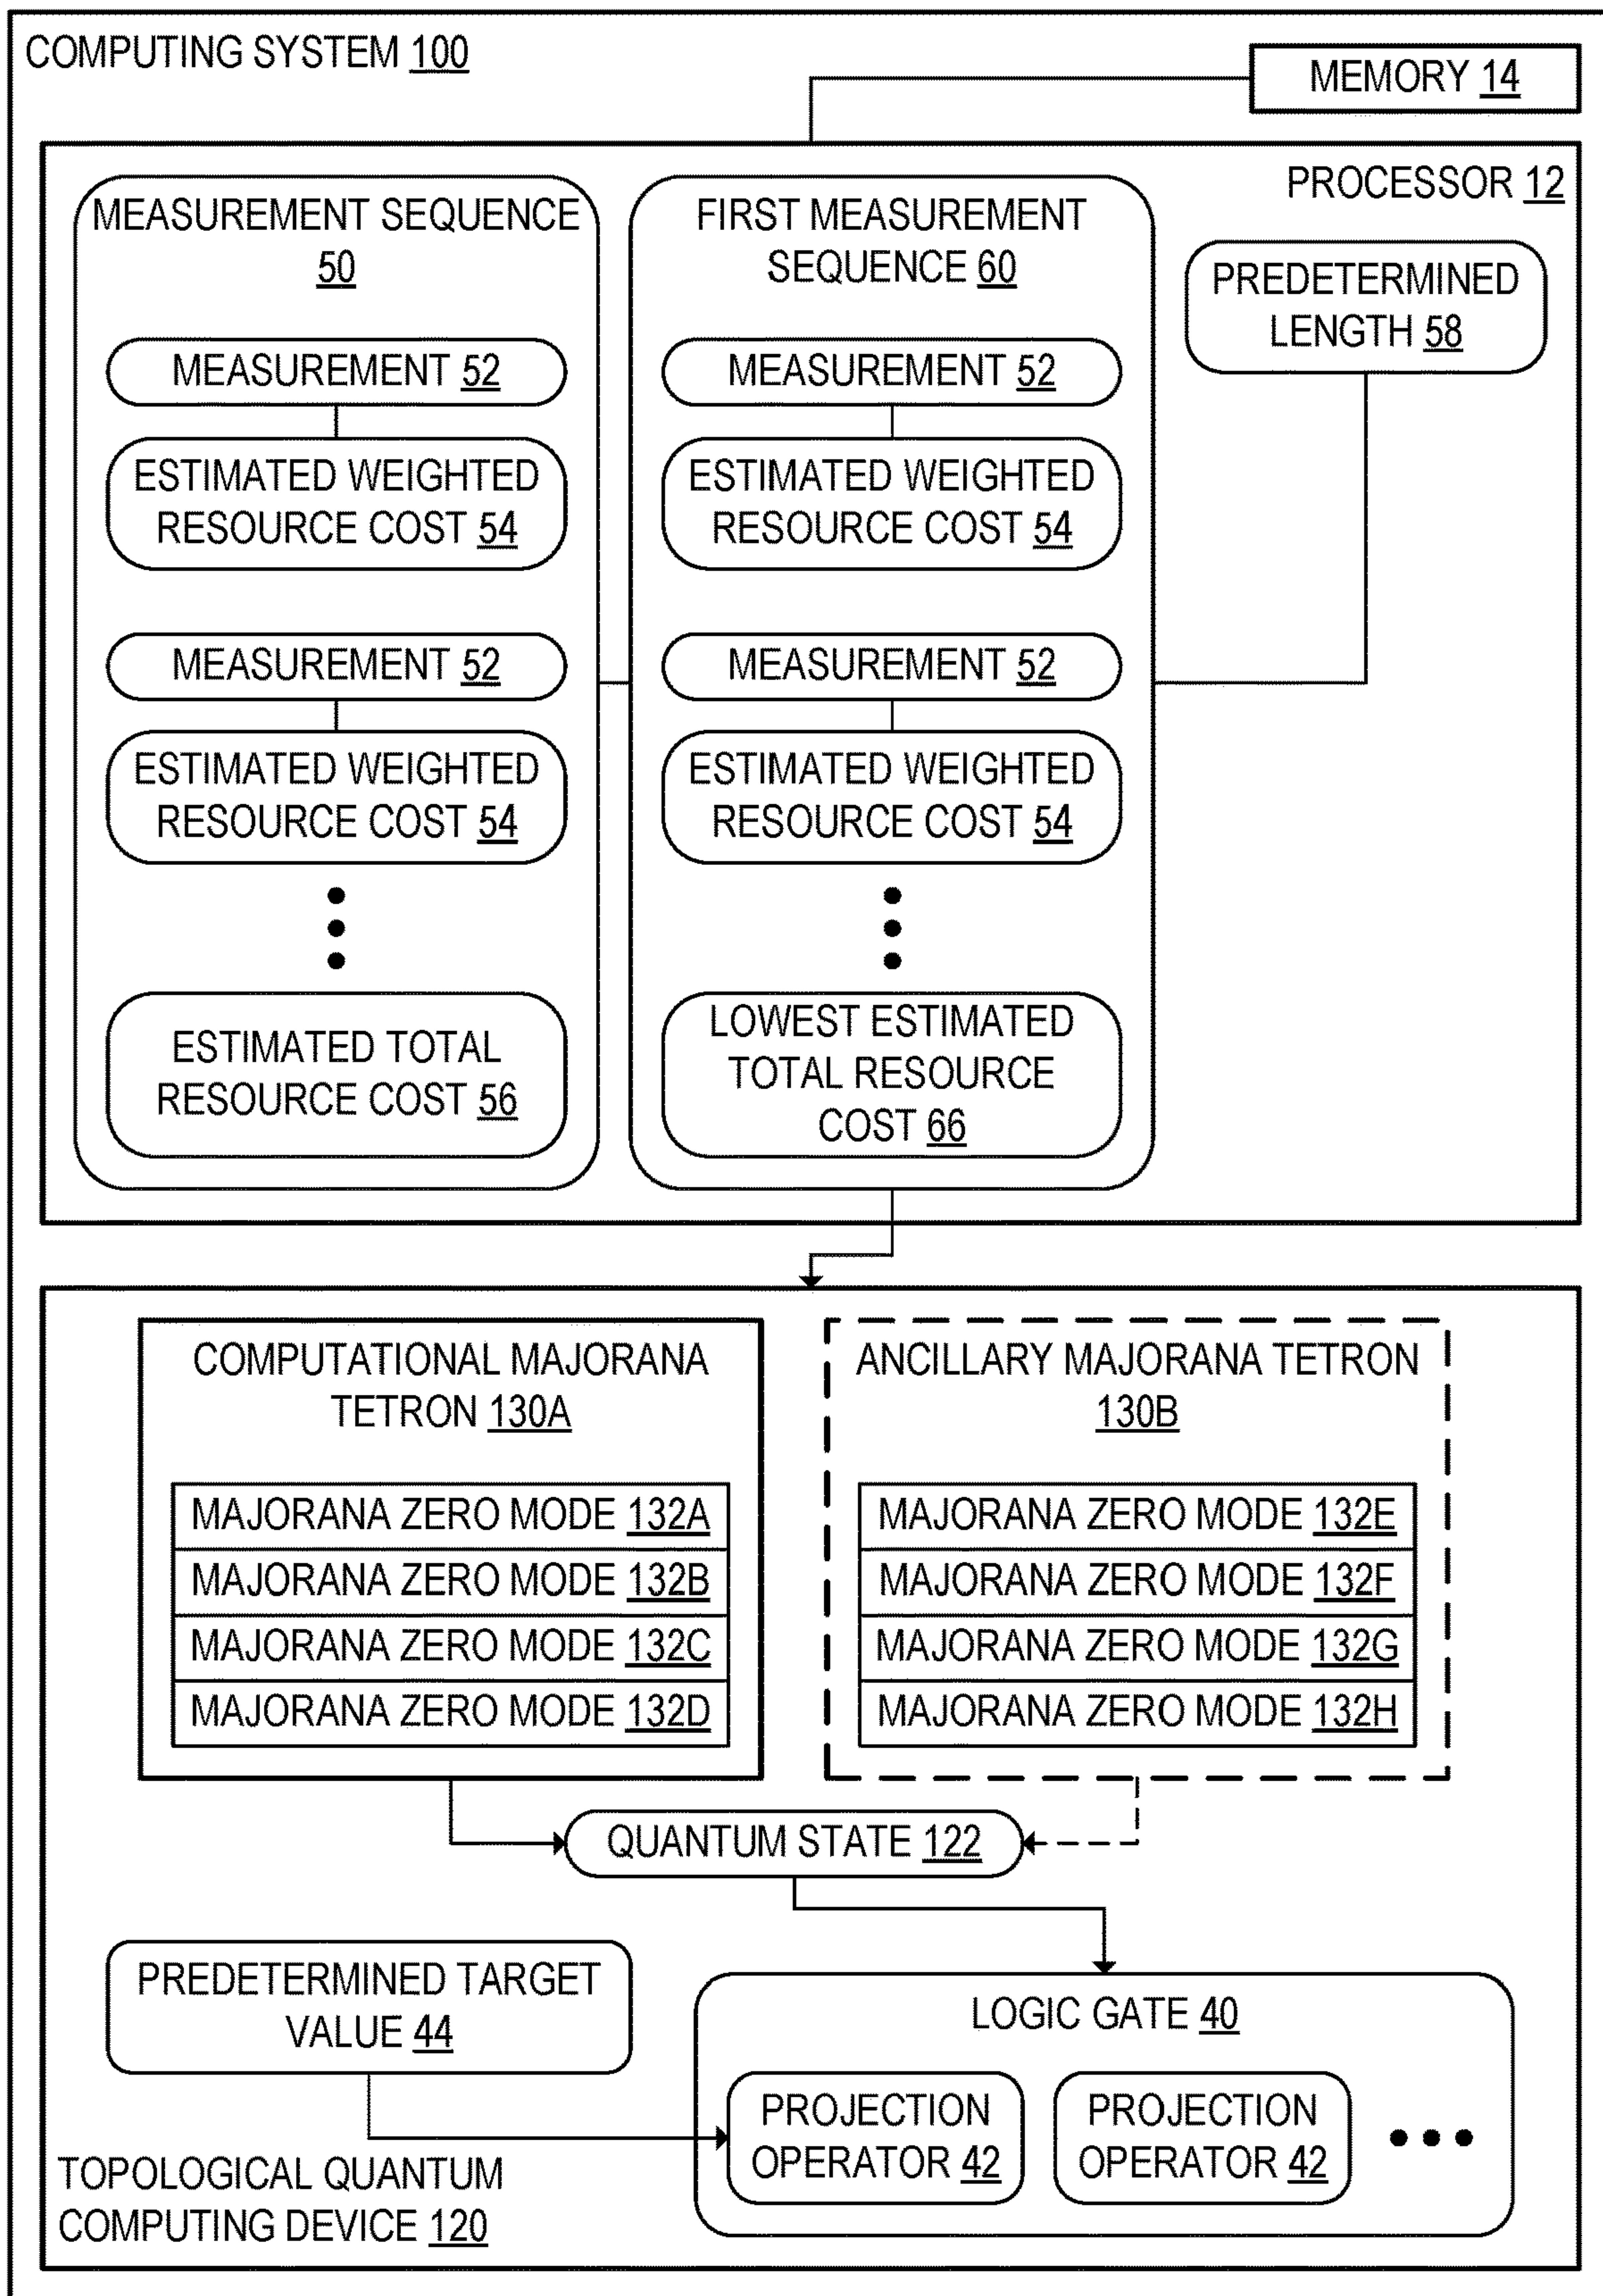 COMPUTING SYSTEM 100
MEMORY 14
PROCESSOR 12
MEASUREMENT SEQUENCE
50
MEASUREMENT 52
ESTIMATED WEIGHTED
RESOURCE COST 54
MEASUREMENT 52
ESTIMATED WEIGHTED
RESOURCE COST 54
ESTIMATED TOTAL
RESOURCE COST 56
FIRST MEASUREMENT
SEQUENCE 60
MEASUREMENT 52
ESTIMATED WEIGHTED
RESOURCE COST 54
MEASUREMENT 52
ESTIMATED WEIGHTED
RESOURCE COST 54
LOWEST ESTIMATED
TOTAL RESOURCE
COST 66
PREDETERMINED
LENGTH 58
COMPUTATIONAL MAJORANA
TETRON 130A
MAJORANA ZERO MODE 132A
MAJORANA ZERO MODE 132B
MAJORANA ZERO MODE 132C
MAJORANA ZERO MODE 132D
ANCILLARY MAJORANA TETRON
130B
MAJORANA ZERO MODE 132E
MAJORANA ZERO MODE 132F
MAJORANA ZERO MODE 132G
MAJORANA ZERO MODE 132H
QUANTUM STATE 122
PREDETERMINED TARGET
VALUE 44
LOGIC GATE 40
PROJECTION
OPERATOR 42
PROJECTION
OPERATOR 42
TOPOLOGICAL QUANTUM
COMPUTING DEVICE 120